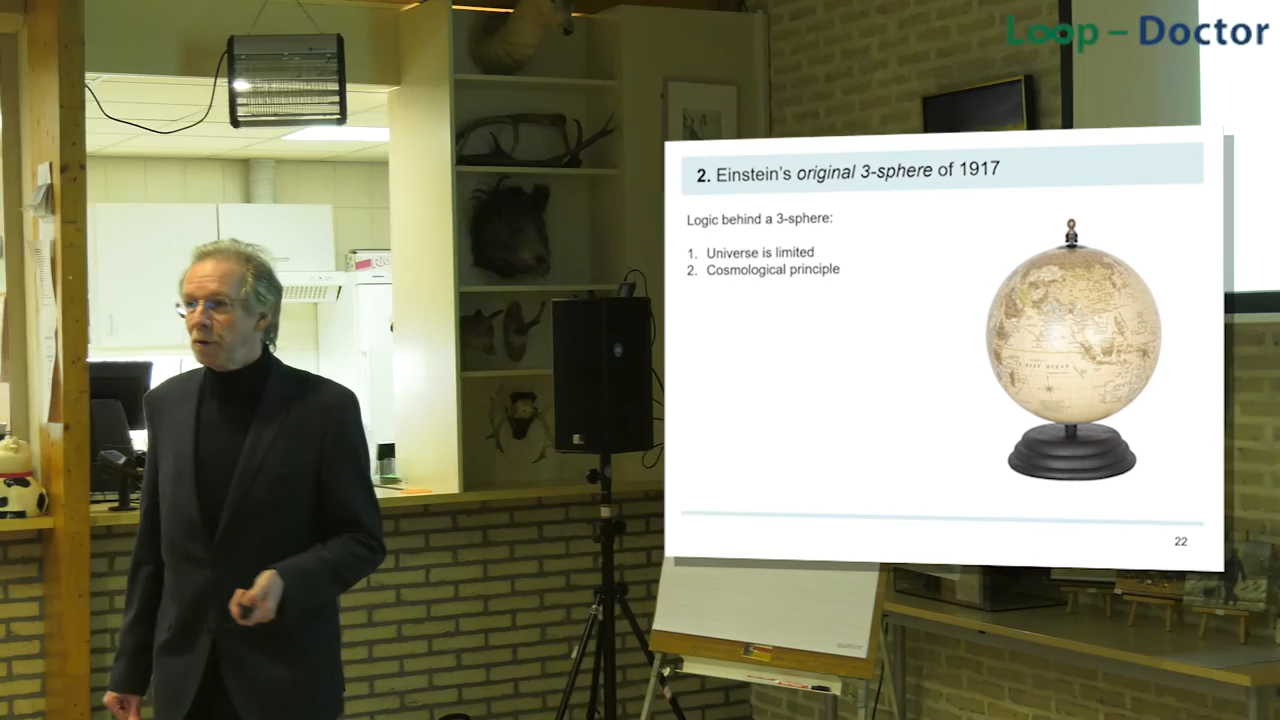 Loop – Doctor
2. Einstein's original 3-sphere of 1917
Logic behind a 3-sphere:
1. Universe is limited
2. Cosmological principle
22